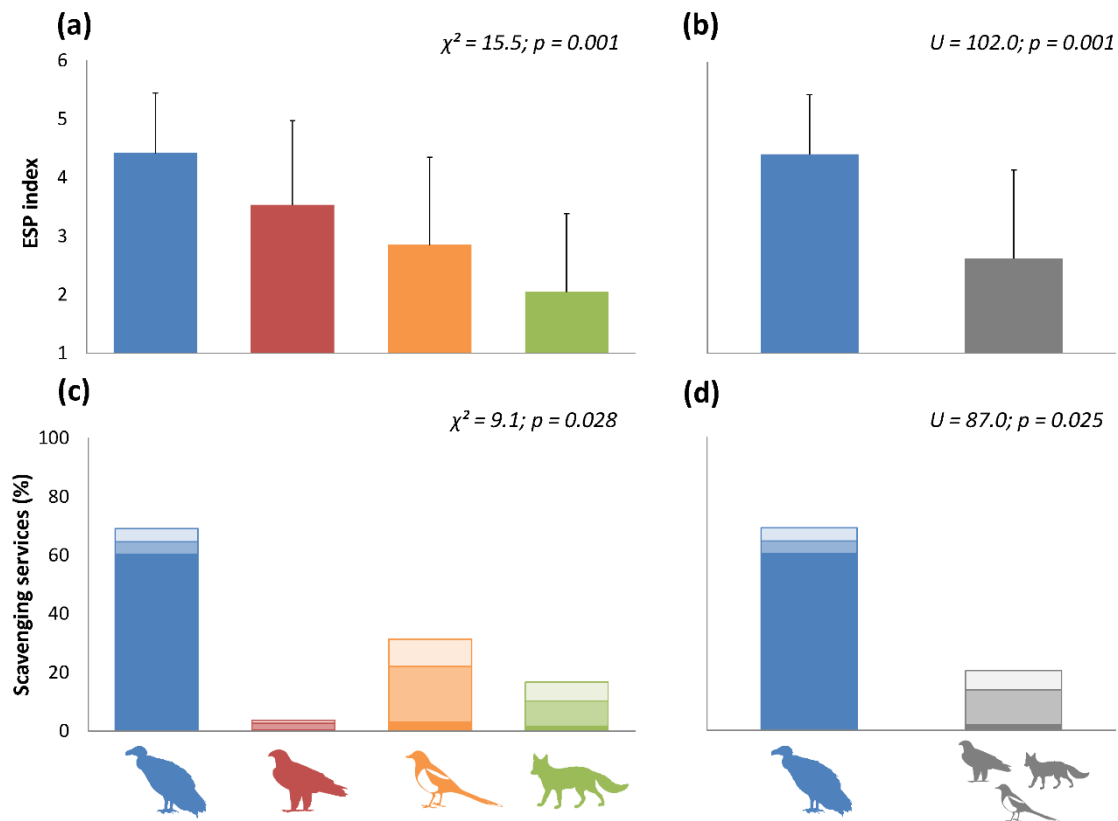 (a)
χ² = 15.5; p = 0.001
6
5
4
3
2
1
ESP index
(b)
U = 102.0; p = 0.001
(c)
χ² = 9.1; p = 0.028
100
80
60
40
20
0
Scavenging services (%)
(d)
U = 87.0; p = 0.025